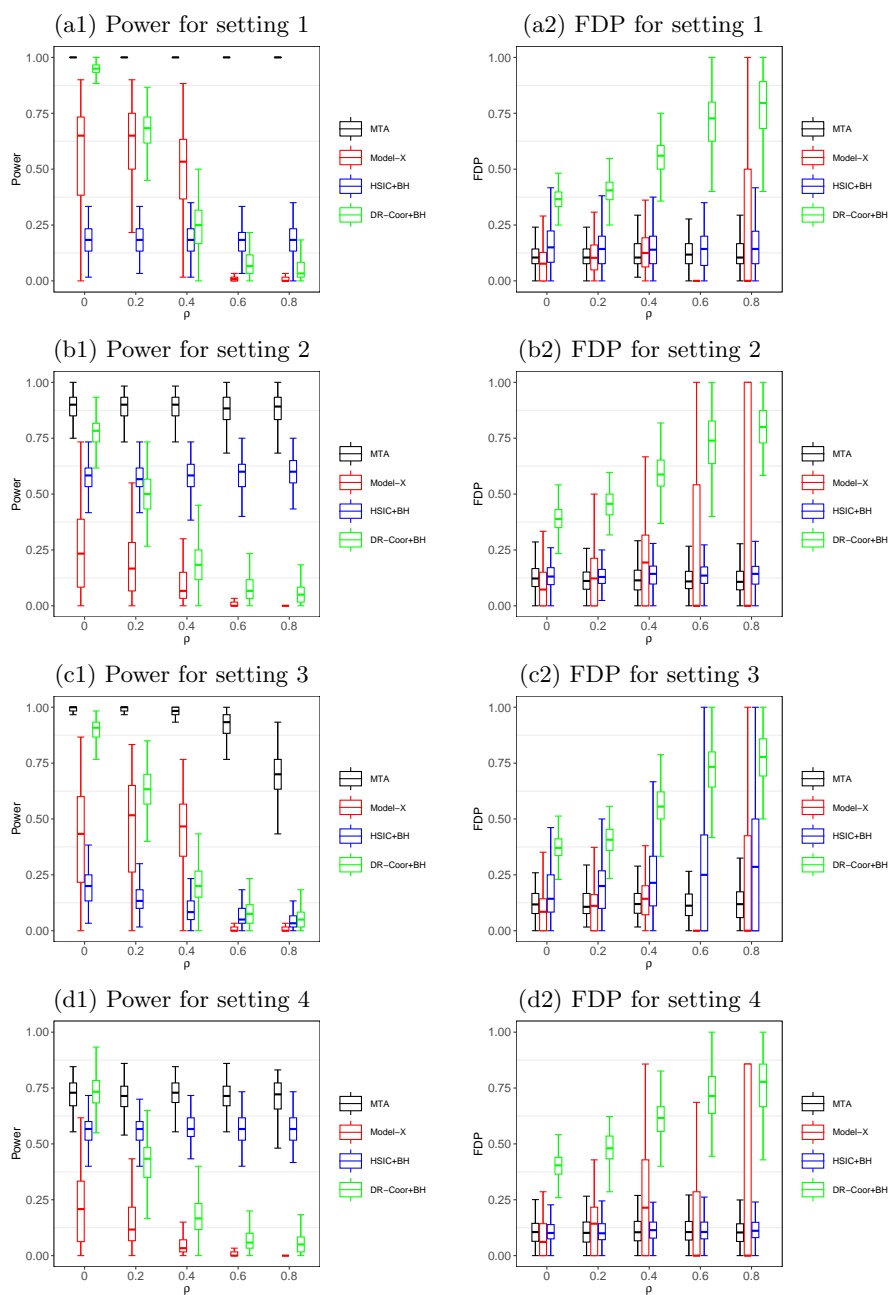 (a1) Power for setting 1
(a2) FDP for setting 1
1.00
0.75
0.50
0.25
0.00
Power
0
0.2
0.4
0.6
0.8
ρ
MTA
Model−X
HSIC+BH
DR−Coor+BH
1.00
0.75
0.50
0.25
0.00
FDP
0
0.2
0.4
0.6
0.8
ρ
MTA
Model−X
HSIC+BH
DR−Coor+BH
(b1) Power for setting 2
(b2) FDP for setting 2
1.00
0.75
0.50
0.25
0.00
Power
0
0.2
0.4
0.6
0.8
ρ
MTA
Model−X
HSIC+BH
DR−Coor+BH
1.00
0.75
0.50
0.25
0.00
FDP
0
0.2
0.4
0.6
0.8
ρ
MTA
Model−X
HSIC+BH
DR−Coor+BH
(c1) Power for setting 3
(c2) FDP for setting 3
1.00
0.75
0.50
0.25
0.00
Power
0
0.2
0.4
0.6
0.8
ρ
MTA
Model−X
HSIC+BH
DR−Coor+BH
1.00
0.75
0.50
0.25
0.00
FDP
0
0.2
0.4
0.6
0.8
ρ
MTA
Model−X
HSIC+BH
DR−Coor+BH
(d1) Power for setting 4
(d2) FDP for setting 4
1.00
0.75
0.50
0.25
0.00
Power
0
0.2
0.4
0.6
0.8
ρ
MTA
Model−X
HSIC+BH
DR−Coor+BH
1.00
0.75
0.50
0.25
0.00
FDP
0
0.2
0.4
0.6
0.8
ρ
MTA
Model−X
HSIC+BH
DR−Coor+BH